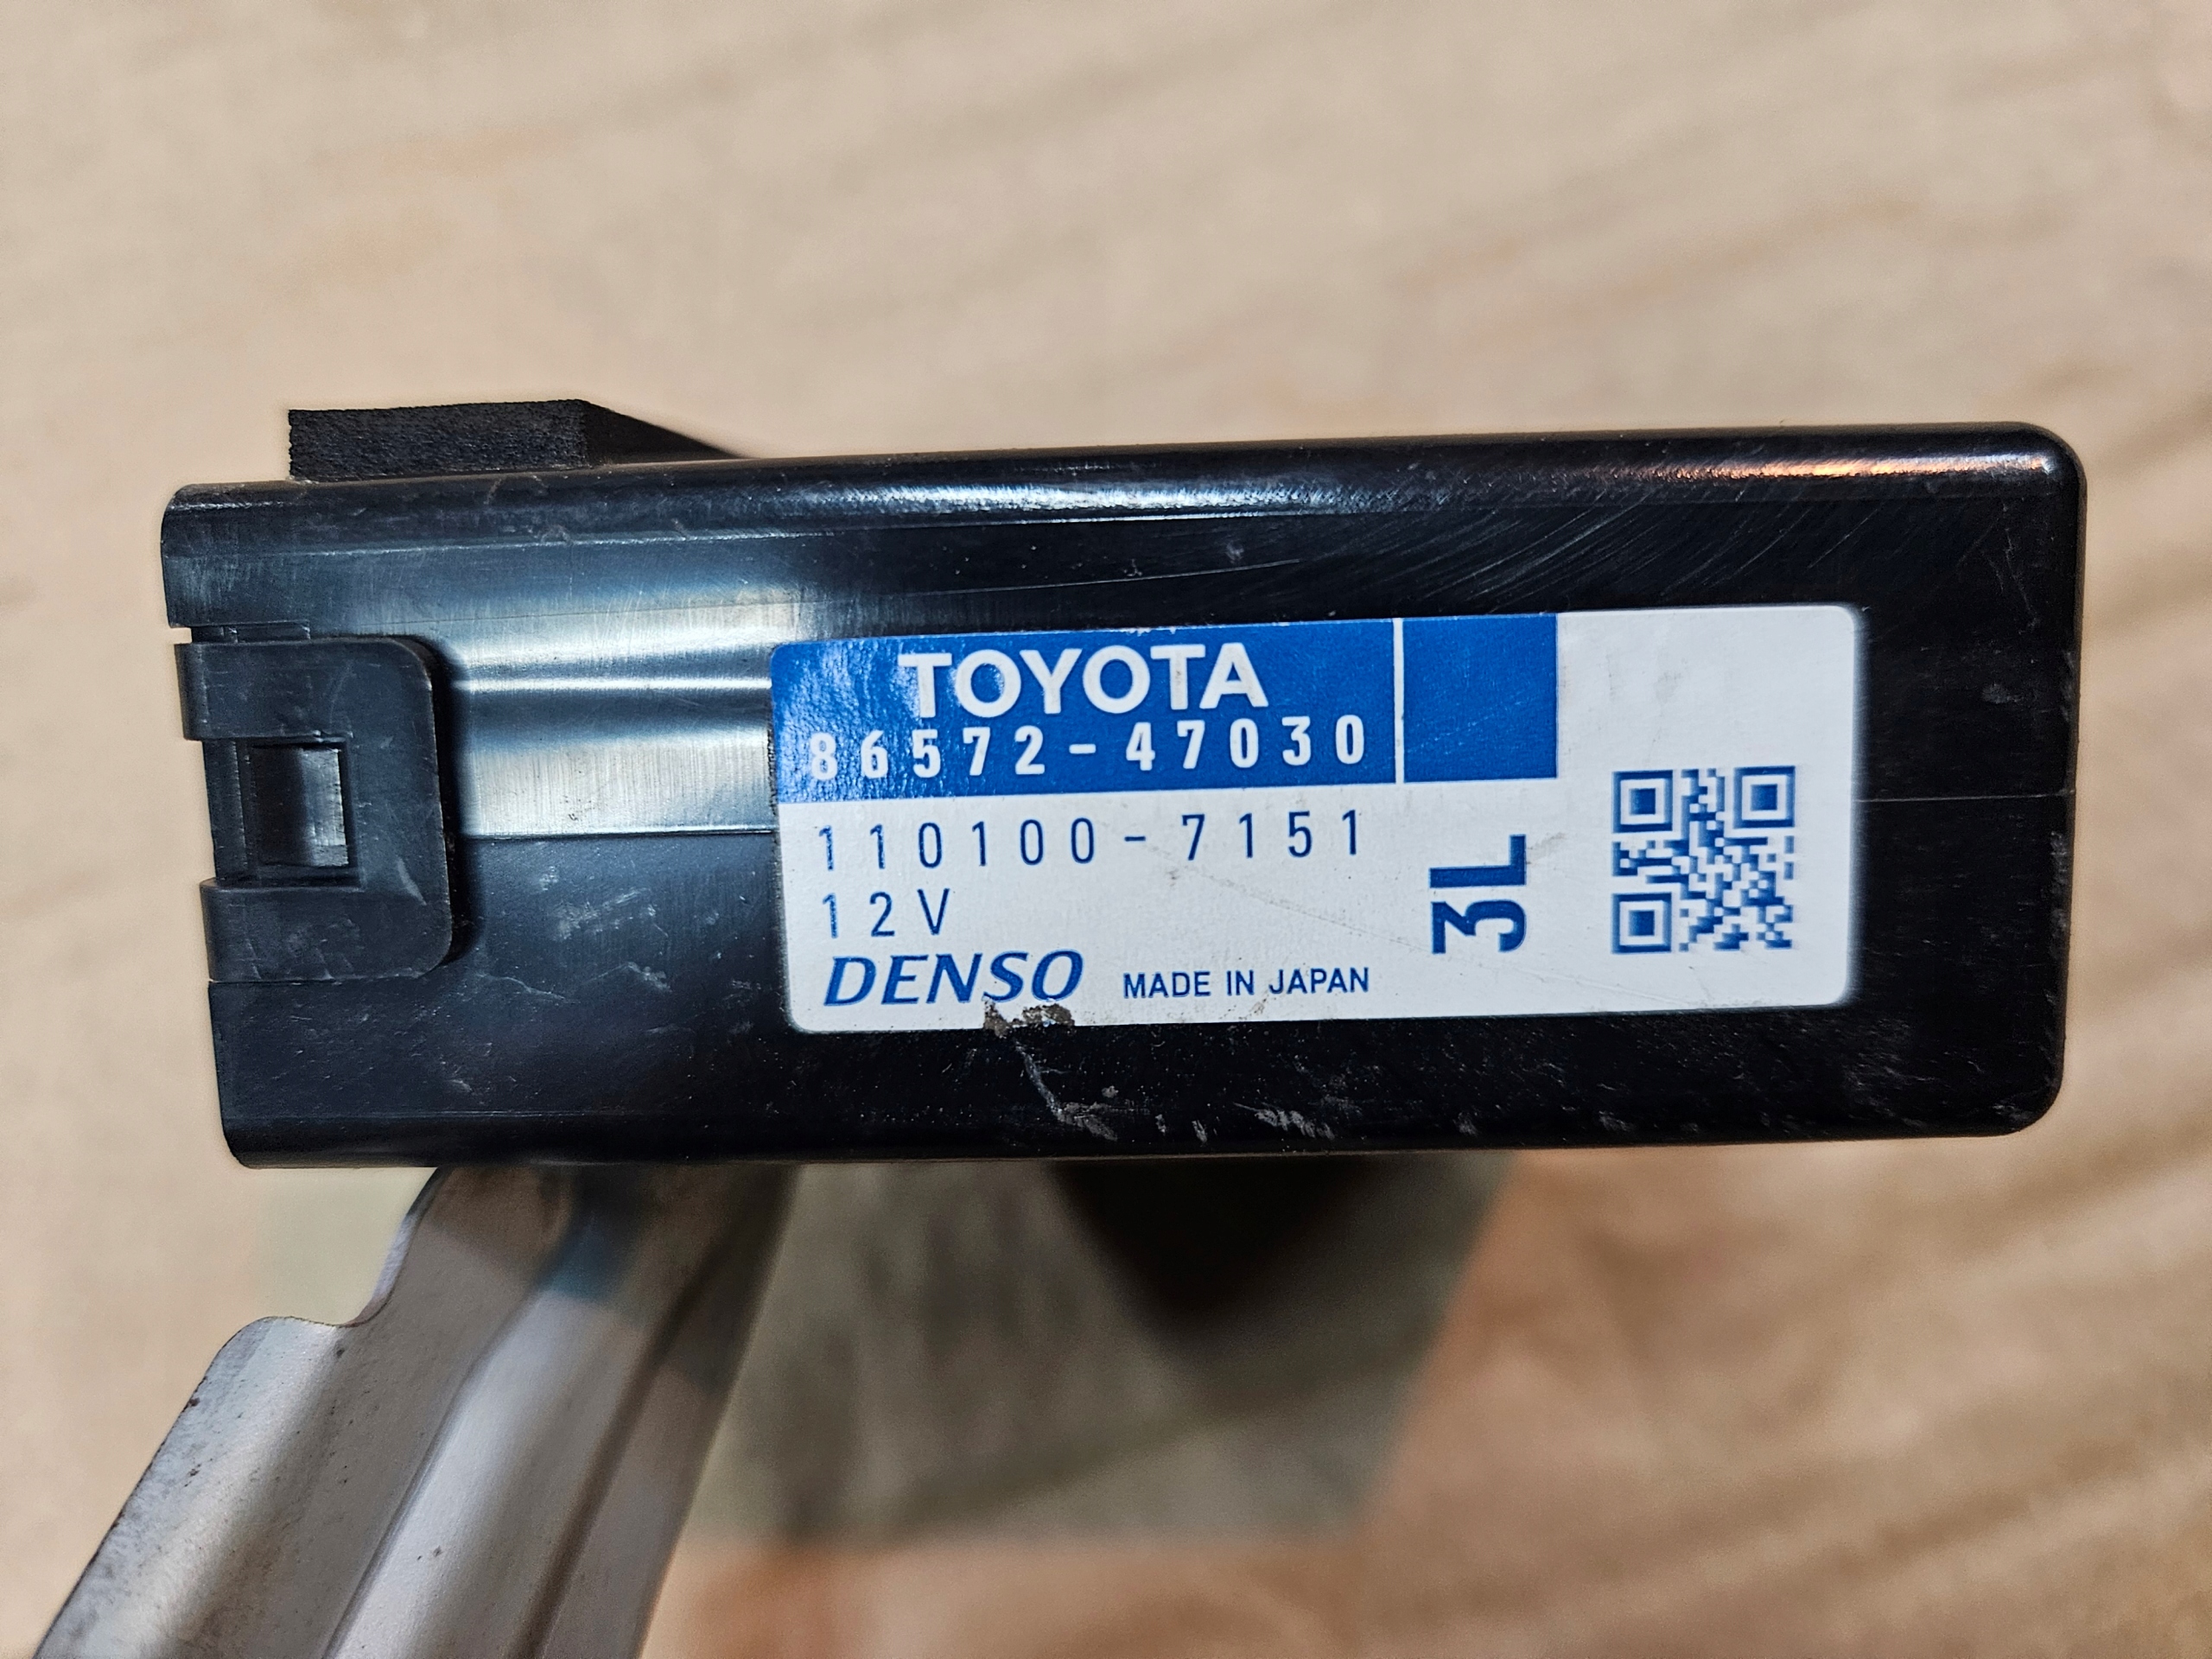 TOYOTA
86572-47030
110100-7151
12V
DENSO MADE IN JAPAN
3L